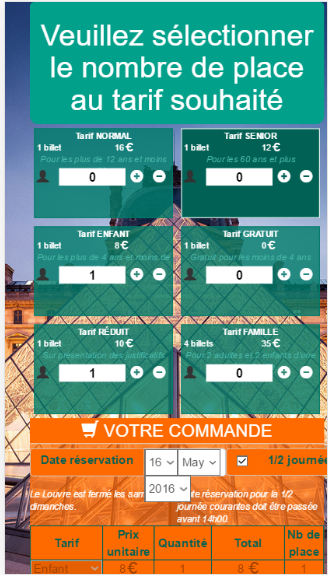 Veuillez sélectionner
le nombre de place
au tarif souhaité
Tarif NORMAL
1 billet 16 €
Pour les plus de 12 ans et moins
0
Tarif SENIOR
1 billet 12 €
Pour les 60 ans et plus
0
Tarif ENFANT
1 billet 8 €
Pour les plus de 4 ans et moins de
1
Tarif GRATUIT
1 billet 0 €
Gratuit pour les moins de 4 ans
0
Tarif RÉDUIT
1 billet 10 €
Sur présentation des justificatifs
1
Tarif FAMILLE
4 billets 35 €
Pour 2 adultes et 2 enfants d'une
0
VOTRE COMMANDE
Date réservation 16 May 2016 1/2 journée
Le Louvre est fermé les
dimanches.
réservation pour la 1/2
journée courantes doit être passée
avant 14h00.
Tarif Prix unitaire Quantité Total Nb de place
Enfant 8 € 1 8 € 1